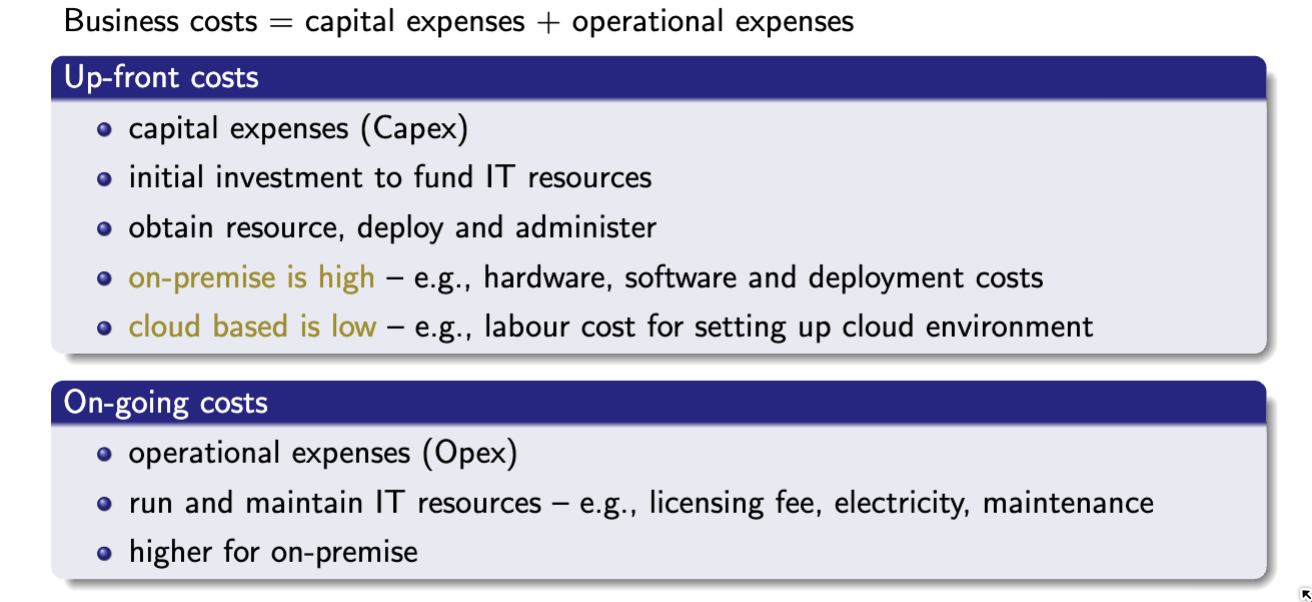 Business costs = capital expenses + operational expenses
Up-front costs
capital expenses (Capex)
initial investment to fund IT resources
obtain resource, deploy and administer
on-premise is high – e.g., hardware, software and deployment costs
cloud based is low – e.g., labour cost for setting up cloud environment
On-going costs
operational expenses (Opex)
run and maintain IT resources – e.g., licensing fee, electricity, maintenance
higher for on-premise